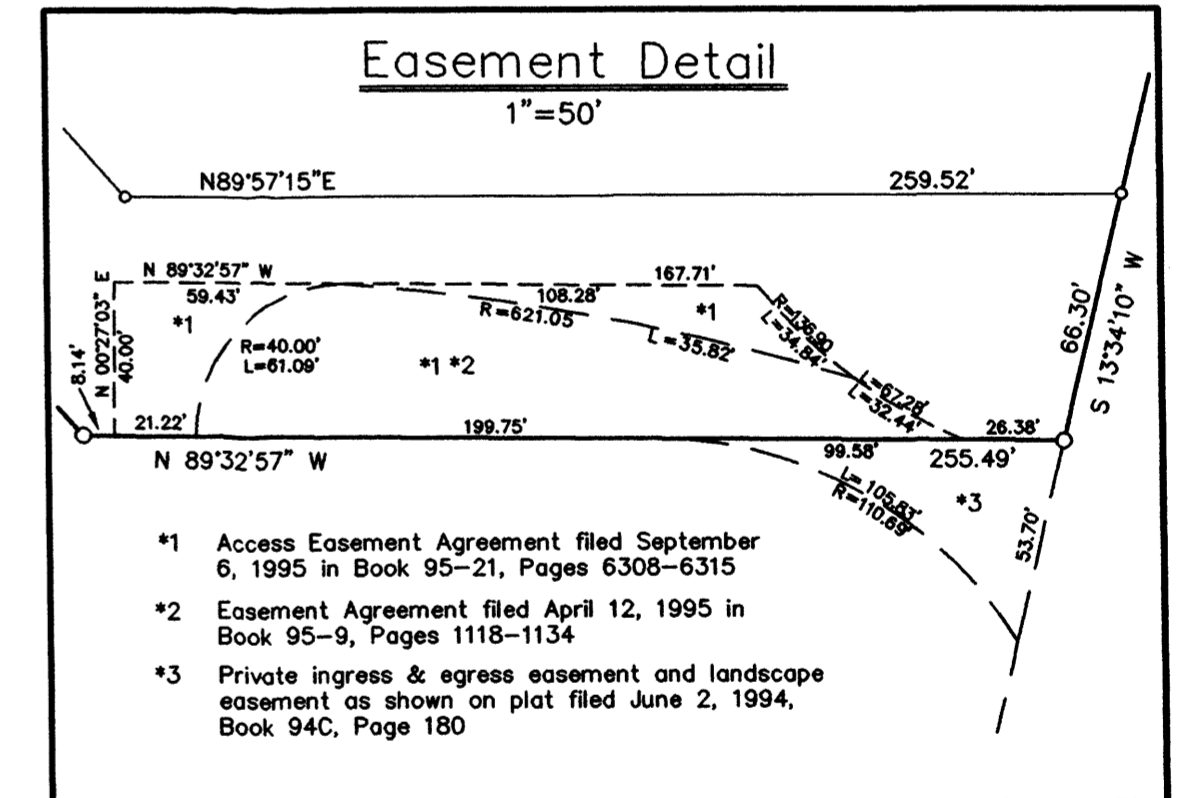 Easement Detail
1"=50'
N89°57'15"E
259.52'
N 89°32'57" W
167.71'
59.43'
108.28'
*1
*1
R=621.05
L=35.82'
R=136.90
L=34.84'
N 00°27'03" E
40.00'
8.14'
R=40.00'
L=61.09'
*1 *2
L=67.28'
L=32.44'
66.30'
S 13°34'10" W
21.22'
199.75'
26.38'
N 89°32'57" W
99.58'
255.49'
L=105.83'
R=110.69'
*3
53.70'
*1 Access Easement Agreement filed September
6, 1995 in Book 95-21, Pages 6308-6315
*2 Easement Agreement filed April 12, 1995 in
Book 95-9, Pages 1118-1134
*3 Private ingress & egress easement and landscape
easement as shown on plat filed June 2, 1994,
Book 94C, Page 180